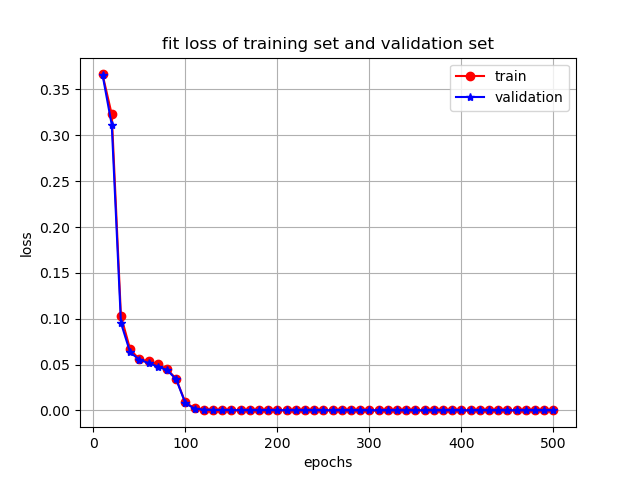 fit loss of training set and validation set
train
validation
0.35
0.30
0.25
0.20
0.15
0.10
0.05
0.00
loss
0
100
200
300
400
500
epochs